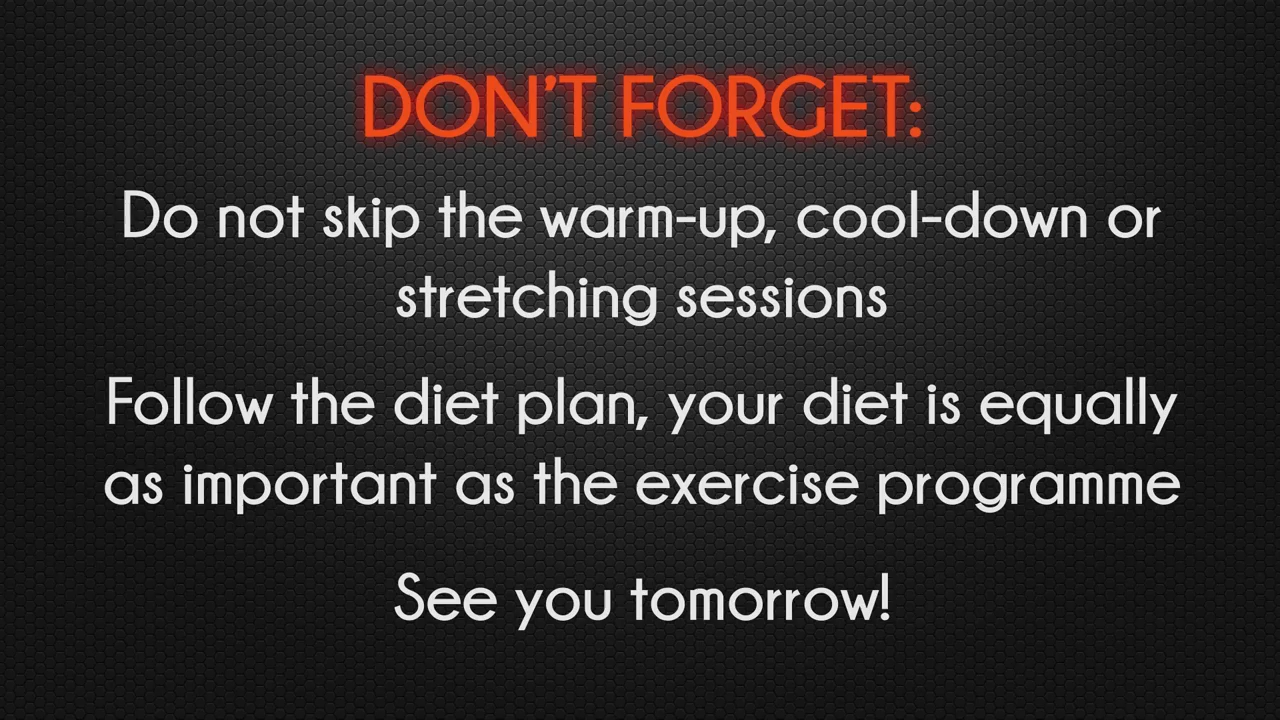 DON'T FORGET:
Do not skip the warm-up, cool-down or
stretching sessions
Follow the diet plan, your diet is equally
as important as the exercise programme
See you tomorrow!